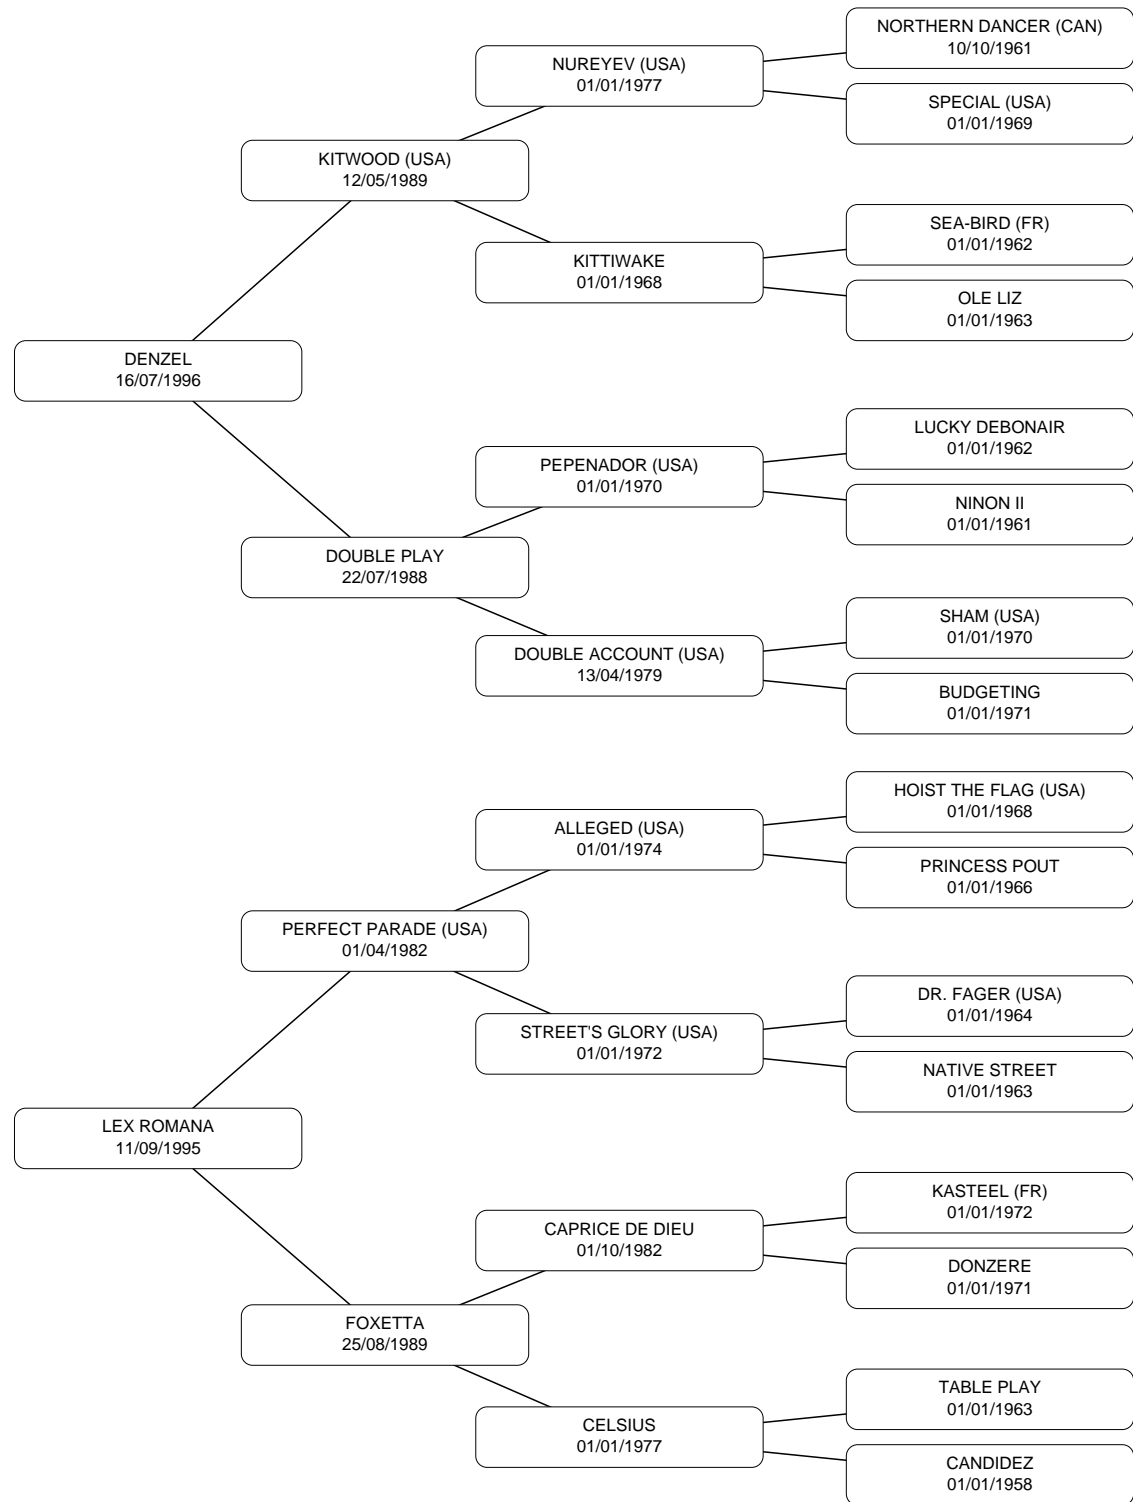 NORTHERN DANCER (CAN)
10/10/1961
NUREYEV (USA)
01/01/1977
SPECIAL (USA)
01/01/1969
KITWOOD (USA)
12/05/1989
SEA-BIRD (FR)
01/01/1962
KITTIWAKE
01/01/1968
OLE LIZ
01/01/1963
DENZEL
16/07/1996
LUCKY DEBONAIR
01/01/1962
PEPENADOR (USA)
01/01/1970
NINON II
01/01/1961
DOUBLE PLAY
22/07/1988
SHAM (USA)
01/01/1970
DOUBLE ACCOUNT (USA)
13/04/1979
BUDGETING
01/01/1971
HOIST THE FLAG (USA)
01/01/1968
ALLEGED (USA)
01/01/1974
PRINCESS POUT
01/01/1966
PERFECT PARADE (USA)
01/04/1982
DR. FAGER (USA)
01/01/1964
STREET'S GLORY (USA)
01/01/1972
NATIVE STREET
01/01/1963
LEX ROMANA
11/09/1995
KASTEEL (FR)
01/01/1972
CAPRICE DE DIEU
01/10/1982
DONZERE
01/01/1971
FOXETTA
25/08/1989
TABLE PLAY
01/01/1963
CELSIUS
01/01/1977
CANDIDEZ
01/01/1958